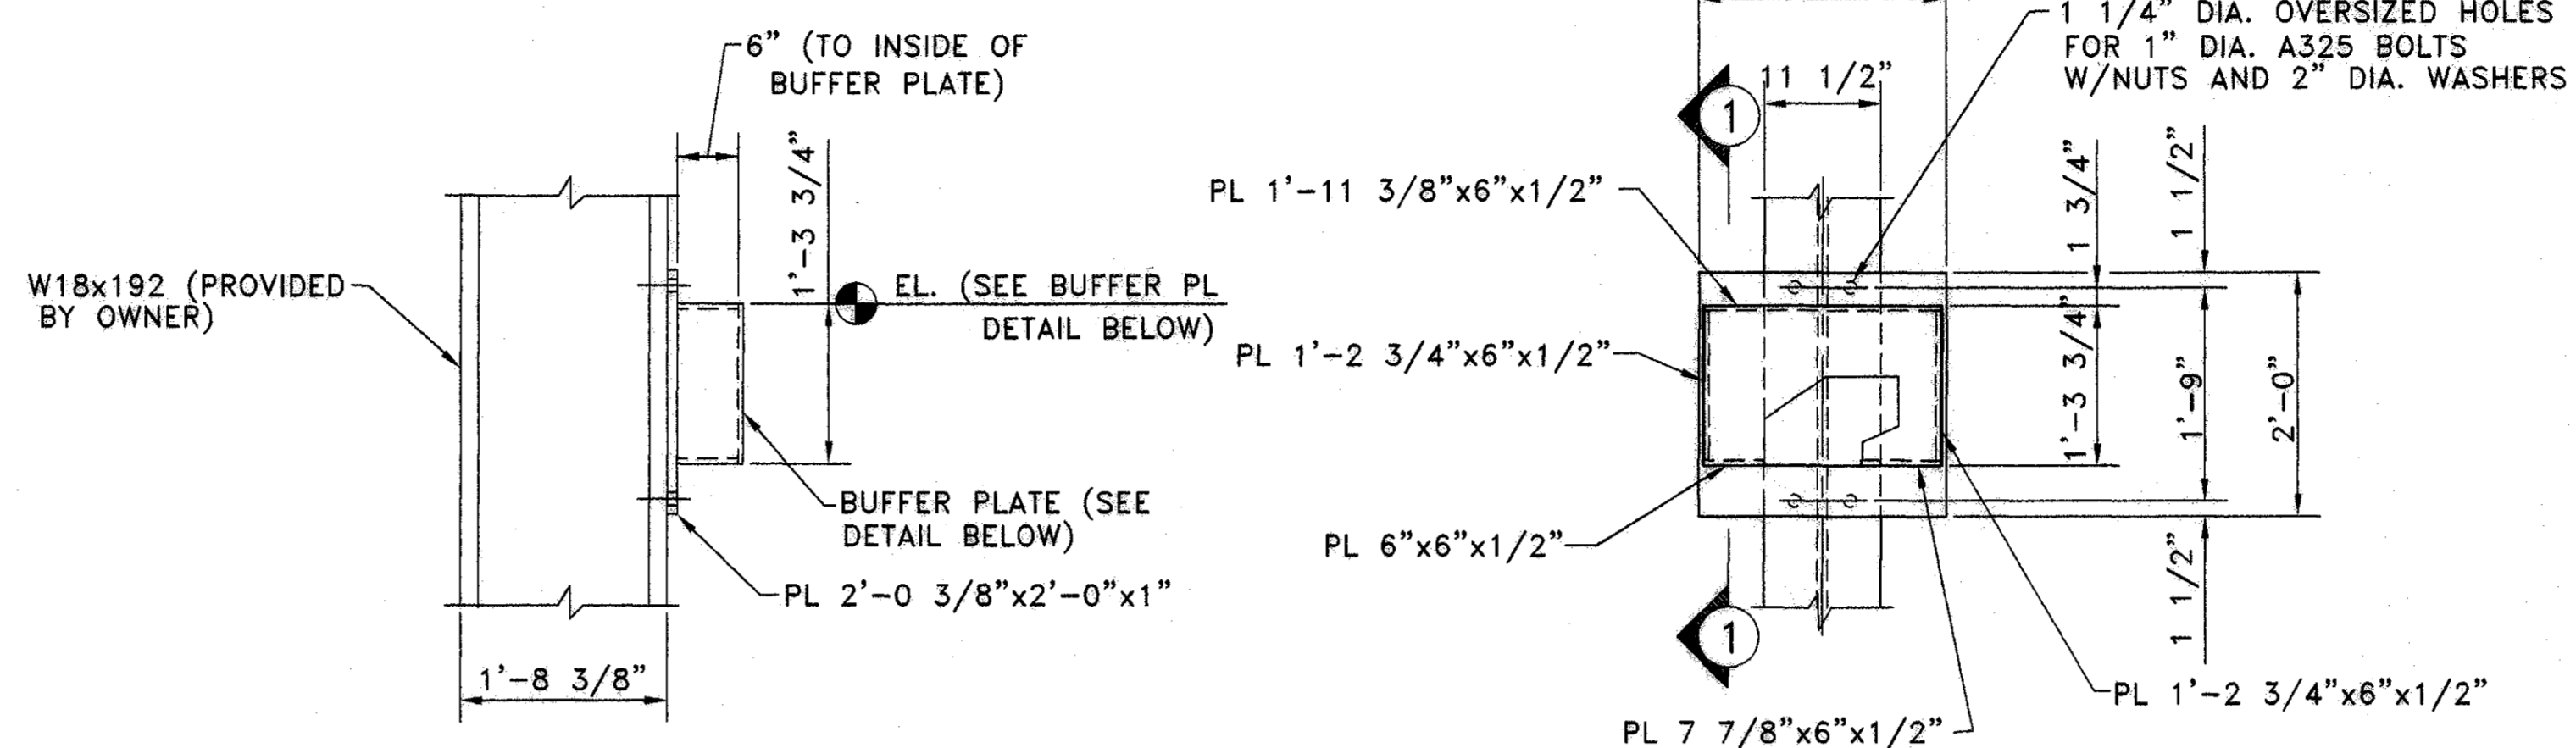 6" (TO INSIDE OF
BUFFER PLATE)
1'-3 3/4"
W18x192 (PROVIDED
BY OWNER)
EL. (SEE BUFFER PL
DETAIL BELOW)
BUFFER PLATE (SEE
DETAIL BELOW)
PL 2'-0 3/8"x2'-0"x1"
1'-8 3/8"
1 1/4" DIA. OVERSIZED HOLES
FOR 1" DIA. A325 BOLTS
W/NUTS AND 2" DIA. WASHERS
11 1/2"
1
PL 1'-11 3/8"x6"x1/2"
1 3/4"
1 1/2"
PL 1'-2 3/4"x6"x1/2"
1'-3 3/4"
1'-9"
2'-0"
PL 6"x6"x1/2"
1 1/2"
1
PL 1'-2 3/4"x6"x1/2"
PL 7 7/8"x6"x1/2"